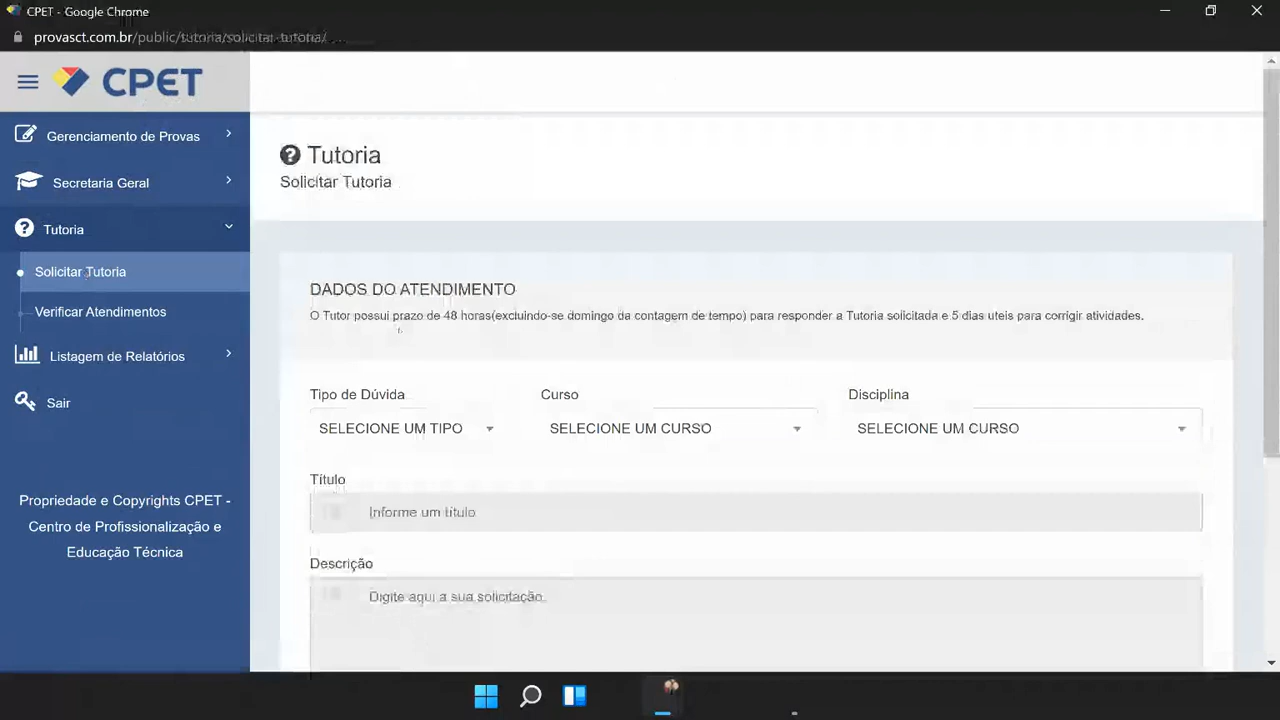 CPET - Google Chrome
provasct.com.br/public/tutoria/solicitar-tutoria/
CPET
Gerenciamento de Provas
Secretaria Geral
Tutoria
Solicitar Tutoria
Verificar Atendimentos
Listagem de Relatórios
Sair
Propriedade e Copyrights CPET -
Centro de Profissionalização e
Educação Técnica
Tutoria
Solicitar Tutoria
DADOS DO ATENDIMENTO
O Tutor possui prazo de 48 horas(excluindo-se domingo da contagem de tempo) para responder a Tutoria solicitada e 5 dias uteis para corrigir atividades.
Tipo de Dúvida Curso Disciplina
SELECIONE UM TIPO SELECIONE UM CURSO SELECIONE UM CURSO
Título
Informe um título
Descrição
Digite aqui a sua solicitação.